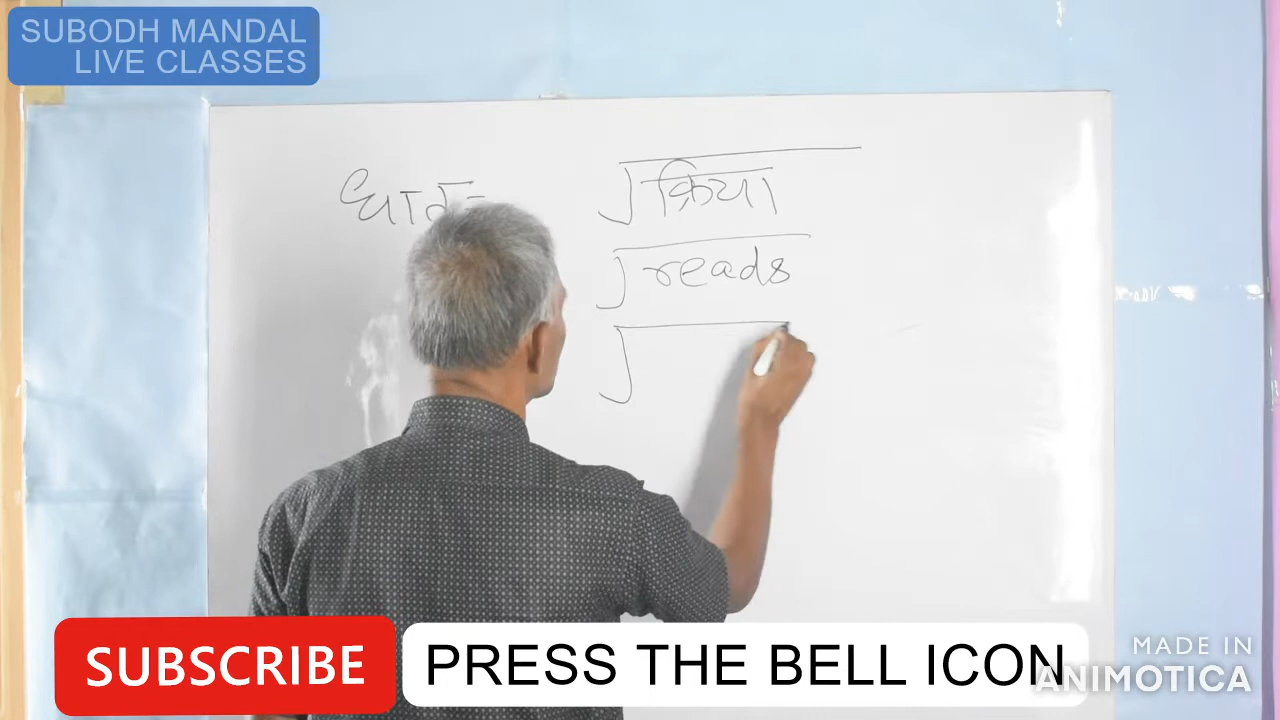 SUBODH MANDAL
LIVE CLASSES
क्रिया
reads
SUBSCRIBE PRESS THE BELL ICON
MADE IN
ANIMOTICA